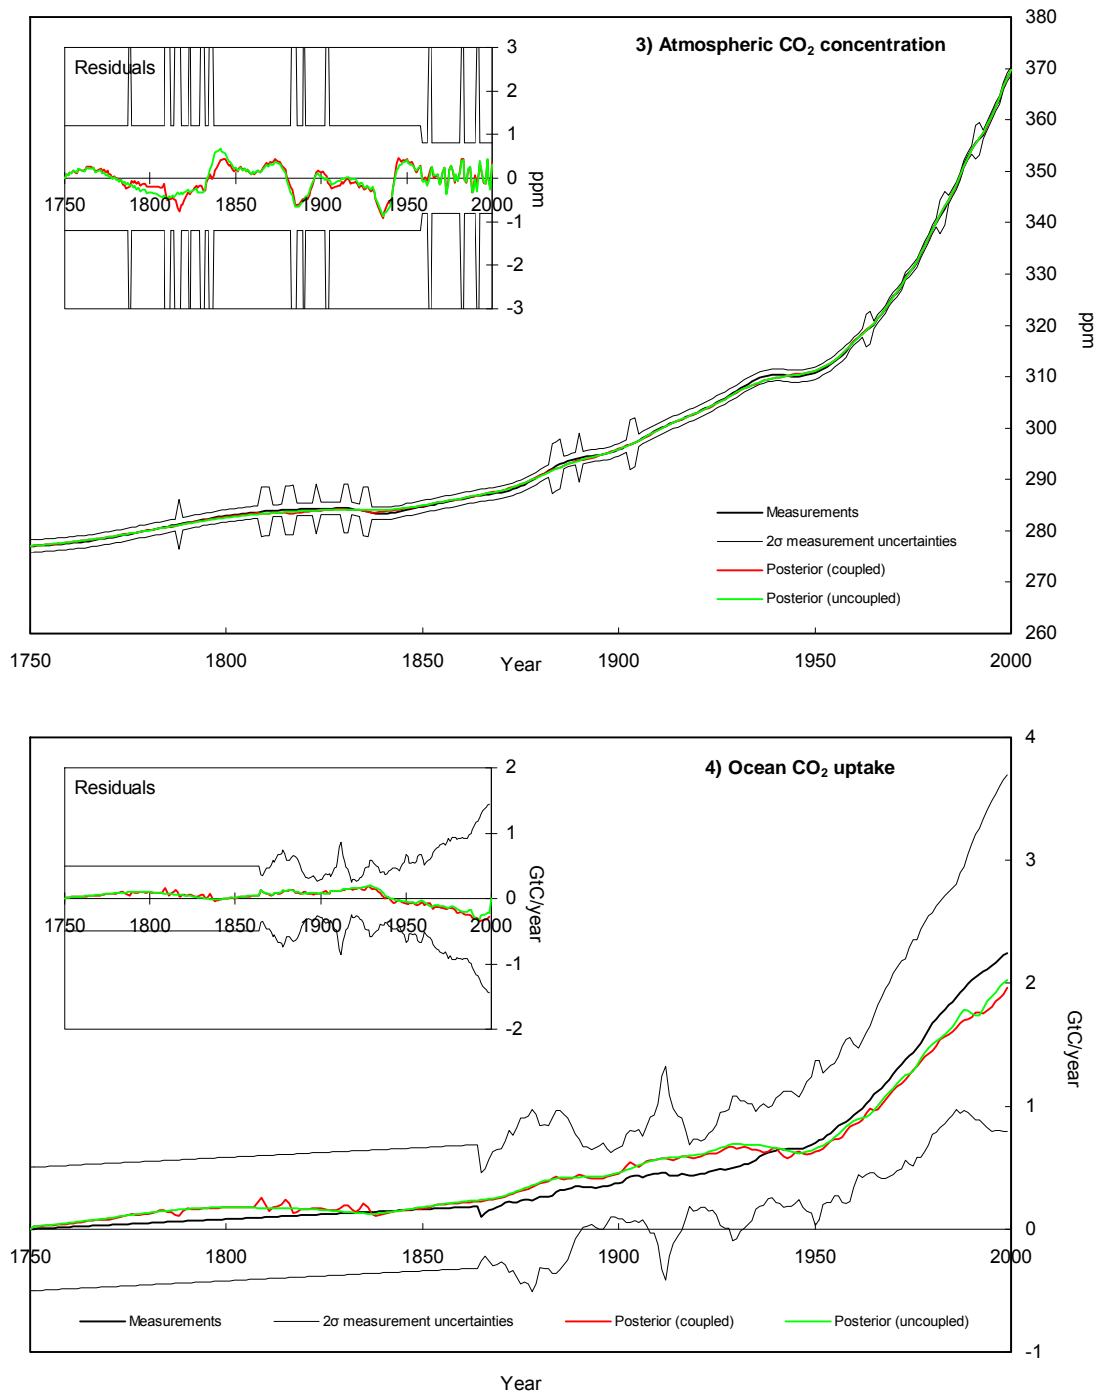 3) Atmospheric CO₂ concentration
Residuals
3
2
1
0
-1
-2
-3
ppm
1750 1800 1850 1900 1950 2000
380
370
360
350
340
330
320
310
300
290
280
270
260
ppm
Measurements
2σ measurement uncertainties
Posterior (coupled)
Posterior (uncoupled)
1750 1800 1850 1900 1950 2000
Year
Year
4) Ocean CO₂ uptake
Residuals
2
1
0
-1
-2
GtC/year
1750 1800 1850 1900 1950 2000
4
3
2
1
0
-1
GtC/year
1750 1800 1850 1900 1950 2000
Measurements 2σ measurement uncertainties Posterior (coupled) Posterior (uncoupled)
Year